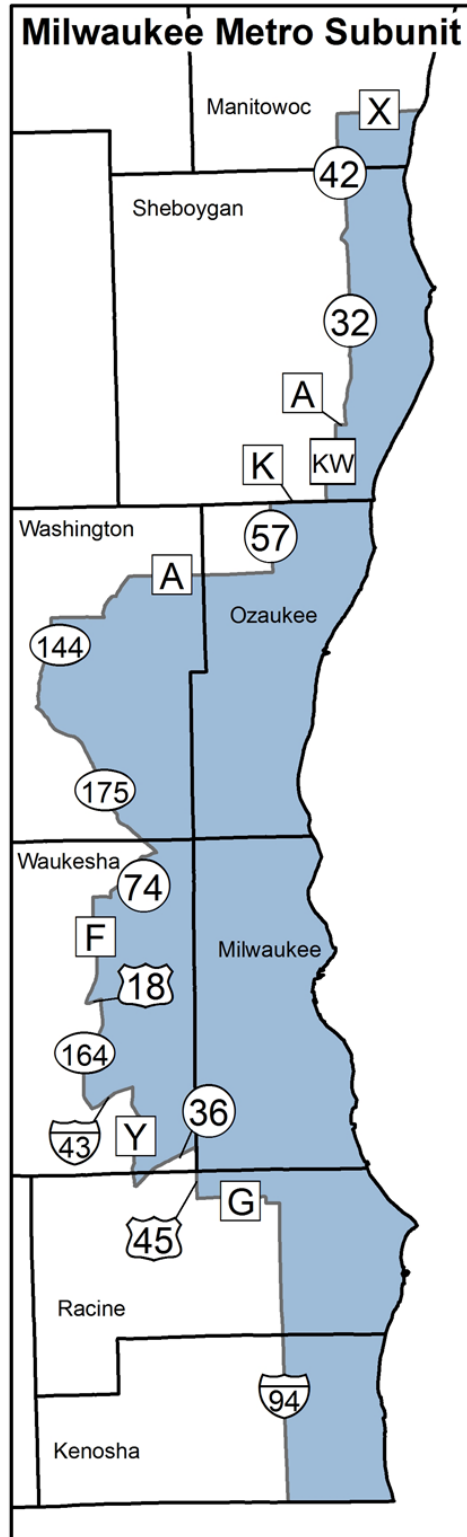 Milwaukee Metro Subunit
Manitowoc
X
42
Sheboygan
32
A
K
KW
Washington
57
A
Ozaukee
144
175
Waukesha
74
F
Milwaukee
18
164
36
43
Y
G
45
Racine
94
Kenosha